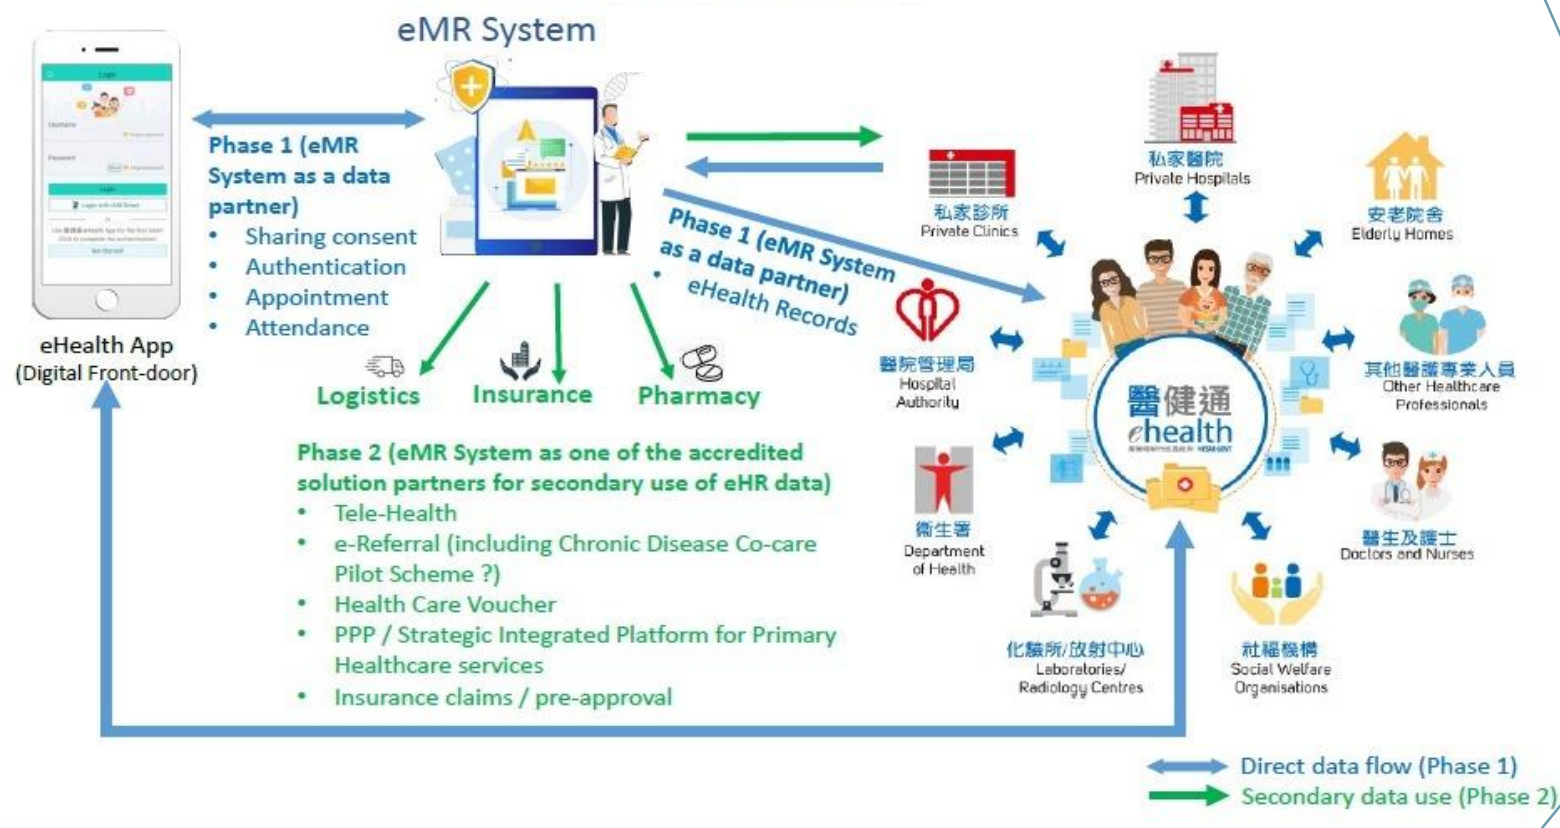 eMR System
Login
Username
Password
Login
Login with iAM Smart
Phase 1 (eMR
System as a data
partner)
• Sharing consent
• Authentication
• Appointment
• Attendance
eHealth App
(Digital Front-door)
Phase 1 (eMR System
as a data partner)
• eHealth Records
Logistics
Insurance
Pharmacy
Phase 2 (eMR System as one of the accredited
solution partners for secondary use of eHR data)
• Tele-Health
• e-Referral (including Chronic Disease Co-care
Pilot Scheme ?)
• Health Care Voucher
• PPP / Strategic Integrated Platform for Primary
Healthcare services
• Insurance claims / pre-approval
私家醫院
Private Hospitals
私家診所
Private Clinics
安老院舍
Elderly Homes
醫院管理局
Hospital
Authority
其他醫護專業人員
Other Healthcare
Professionals
醫健通
ehealth
衞生署
Department
of Health
醫生及護士
Doctors and Nurses
化驗所/放射中心
Laboratories/
Radiology Centres
社福機構
Social Welfare
Organisations
Direct data flow (Phase 1)
Secondary data use (Phase 2)